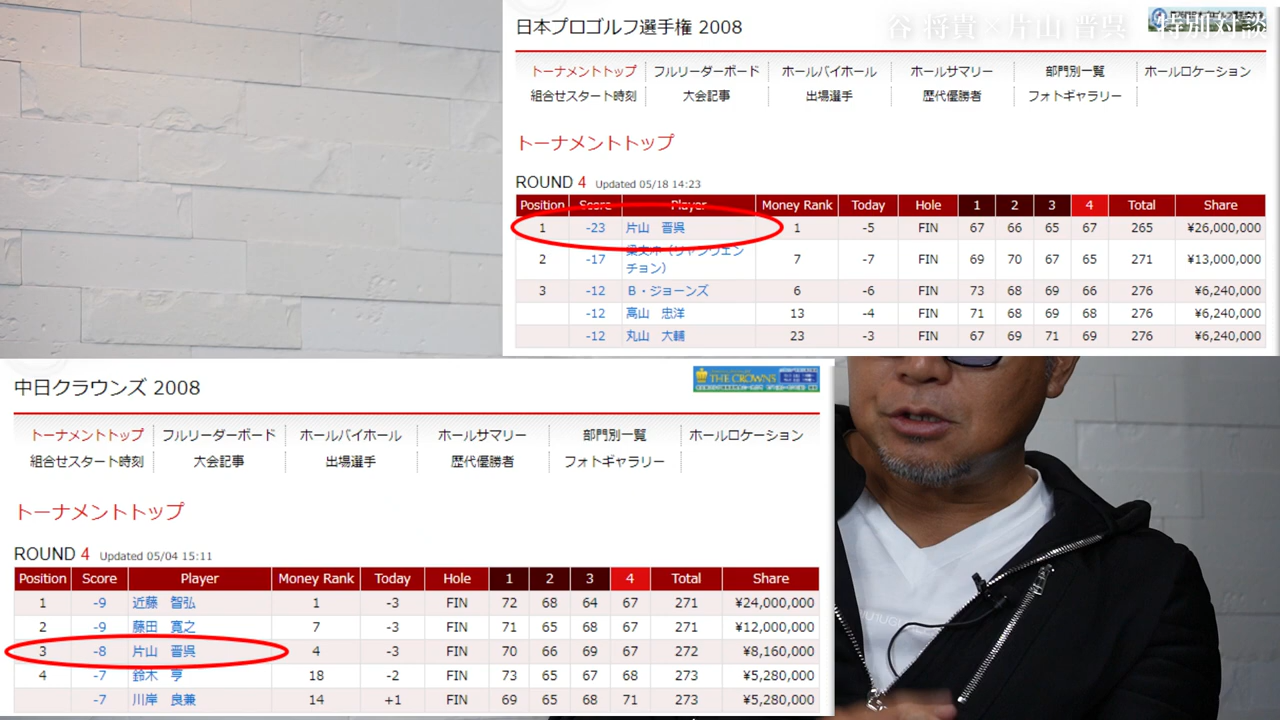 谷 将貴×片山 晋呉 特別対談
日本プロゴルフ選手権 2008
トーナメントトップ フルリーダーボード ホールバイホール ホールサマリー 部門別一覧 ホールロケーション
組合せスタート時刻 大会記事 出場選手 歴代優勝者 フォトギャラリー
トーナメントトップ
ROUND 4 Updated 05/18 14:23
Position Score Player Money Rank Today Hole 1 2 3 4 Total Share
1 -23 片山 晋呉 1 -5 FIN 67 66 65 67 265 ¥26,000,000
2 -17 梁文冲（リャンウェンチョン） 7 -7 FIN 69 70 67 65 271 ¥13,000,000
3 -12 B・ジョーンズ 6 -6 FIN 73 68 69 66 276 ¥6,240,000
-12 高山 忠洋 13 -4 FIN 71 68 69 68 276 ¥6,240,000
-12 丸山 大輔 23 -3 FIN 67 69 71 69 276 ¥6,240,000
中日クラウンズ 2008
THE CROWNS
トーナメントトップ フルリーダーボード ホールバイホール ホールサマリー 部門別一覧 ホールロケーション
組合せスタート時刻 大会記事 出場選手 歴代優勝者 フォトギャラリー
トーナメントトップ
ROUND 4 Updated 05/04 15:11
Position Score Player Money Rank Today Hole 1 2 3 4 Total Share
1 -9 近藤 智弘 1 -3 FIN 72 68 64 67 271 ¥24,000,000
2 -9 藤田 寛之 7 -3 FIN 71 65 68 67 271 ¥12,000,000
3 -8 片山 晋呉 4 -3 FIN 70 66 69 67 272 ¥8,160,000
4 -7 鈴木 亨 18 -2 FIN 73 65 67 68 273 ¥5,280,000
-7 川岸 良兼 14 +1 FIN 69 65 68 71 273 ¥5,280,000